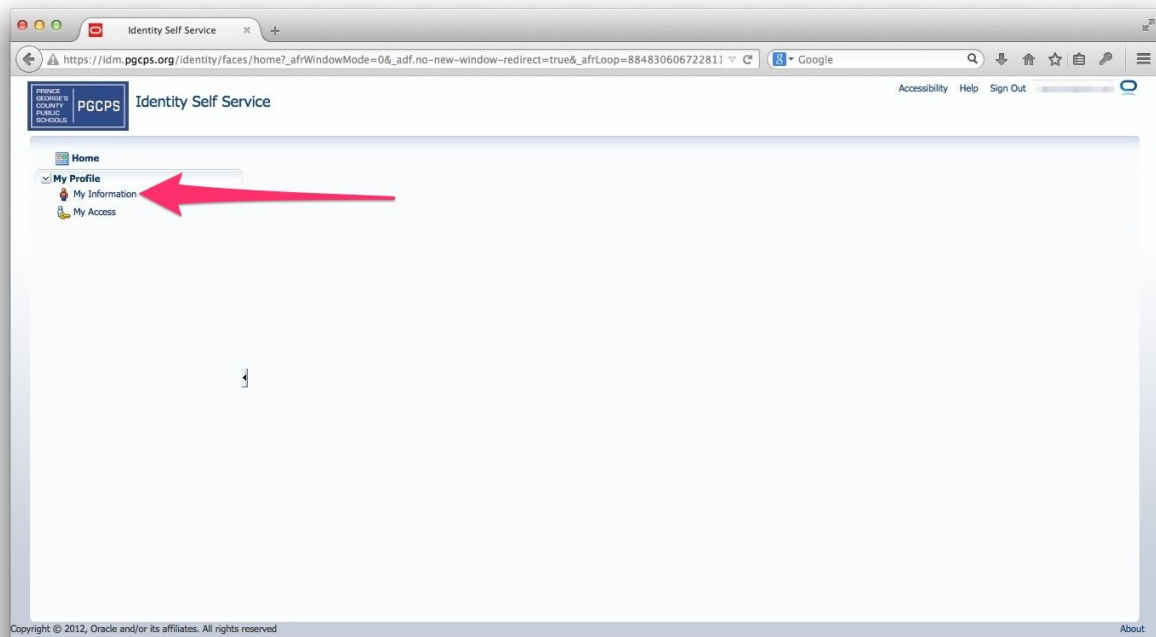 Identity Self Service
https://idm.pgcps.org/identity/faces/home?_afrWindowMode=0&_adf.no-new-window-redirect=true&_afrLoop=884830606722811
Google
PRINCE GEORGE'S COUNTY PUBLIC SCHOOLS
PGCPS
Identity Self Service
Accessibility Help Sign Out
Home
My Profile
My Information
My Access
Copyright © 2012, Oracle and/or its affiliates. All rights reserved
About